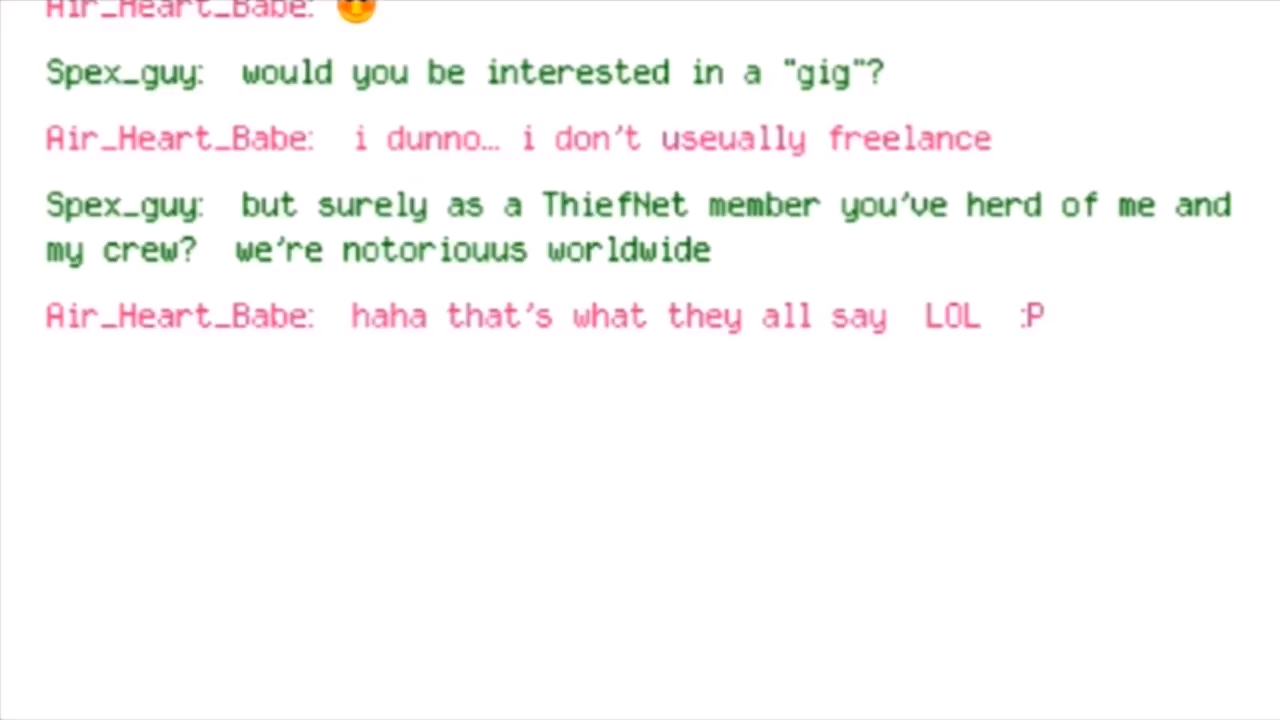 Air_Heart_Babe:
Spex_guy: would you be interested in a "gig"?
Air_Heart_Babe: i dunno... i don't useually freelance
Spex_guy: but surely as a ThiefNet member you've herd of me and
my crew? we're notoriouus worldwide
Air_Heart_Babe: haha that's what they all say LOL :P